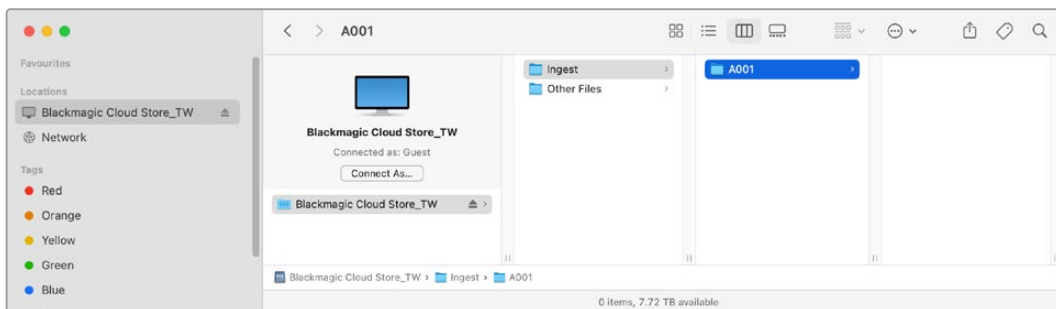 A001
Favourites
Locations
Blackmagic Cloud Store_TW
Network
Tags
Red
Orange
Yellow
Green
Blue
Blackmagic Cloud Store_TW
Connected as: Guest
Connect As...
Blackmagic Cloud Store_TW
Ingest
Other Files
A001
Blackmagic Cloud Store_TW › Ingest › A001
0 items, 7.72 TB available